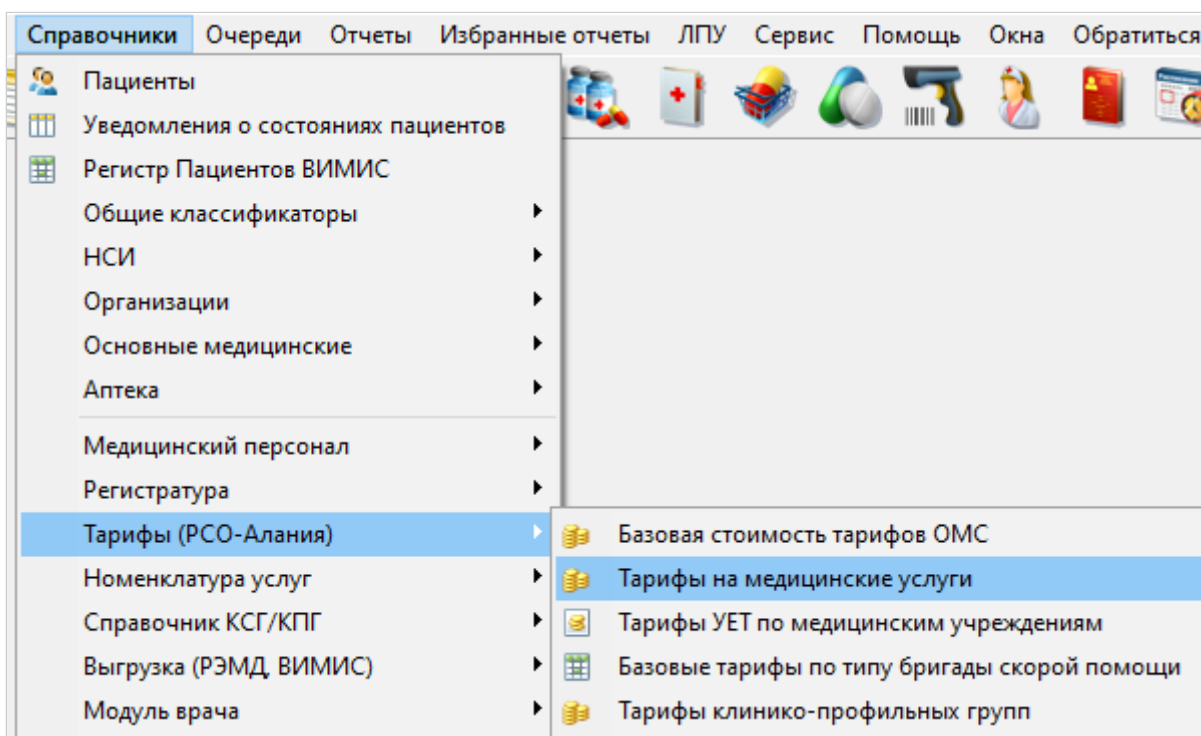 Справочники Очереди Отчеты Избранные отчеты ЛПУ Сервис Помощь Окна Обратиться
Пациенты
Уведомления о состояниях пациентов
Регистр Пациентов ВИМИС
Общие классификаторы
НСИ
Организации
Основные медицинские
Аптека
Медицинский персонал
Регистратура
Тарифы (РСО-Алания)
Номенклатура услуг
Справочник КСГ/КПГ
Выгрузка (РЭМД, ВИМИС)
Модуль врача
Базовая стоимость тарифов ОМС
Тарифы на медицинские услуги
Тарифы УЕТ по медицинским учреждениям
Базовые тарифы по типу бригады скорой помощи
Тарифы клинико-профильных групп